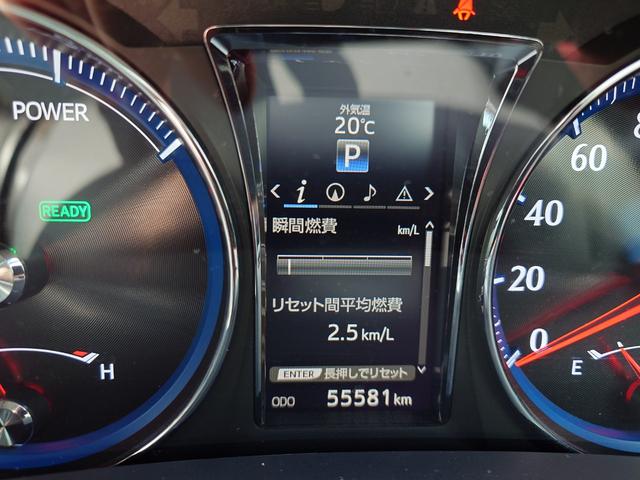 POWER
READY
H
外気温
20℃
P
瞬間燃費 km/L
リセット間平均燃費
2.5 km/L
ENTER 長押しでリセット
ODO 55581 km
80
60
40
20
0
E